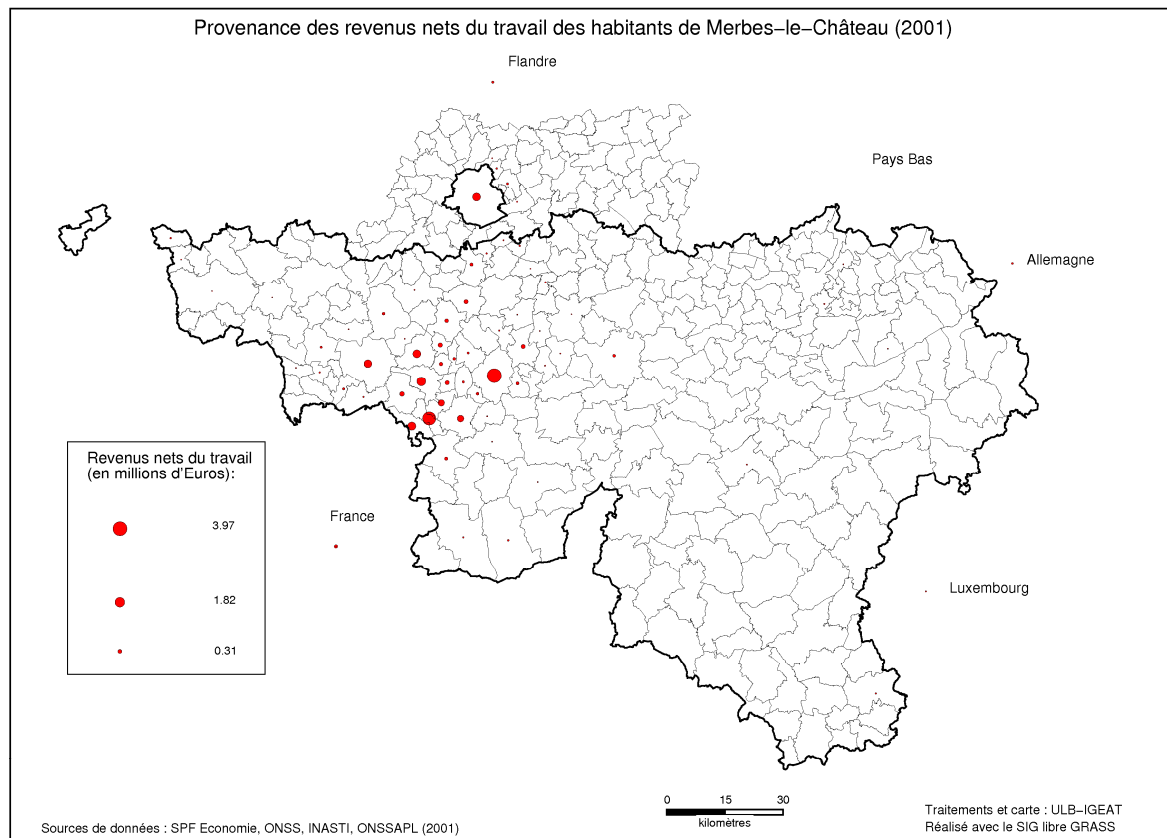 Provenance des revenus nets du travail des habitants de Merbes−le−Château (2001)
Flandre
Pays Bas
Allemagne
Revenus nets du travail
(en millions d'Euros):
3.97
1.82
0.31
France
Luxembourg
0 15 30
kilomètres
Sources de données : SPF Economie, ONSS, INASTI, ONSSAPL (2001)
Traitements et carte : ULB−IGEAT
Réalisé avec le SIG libre GRASS